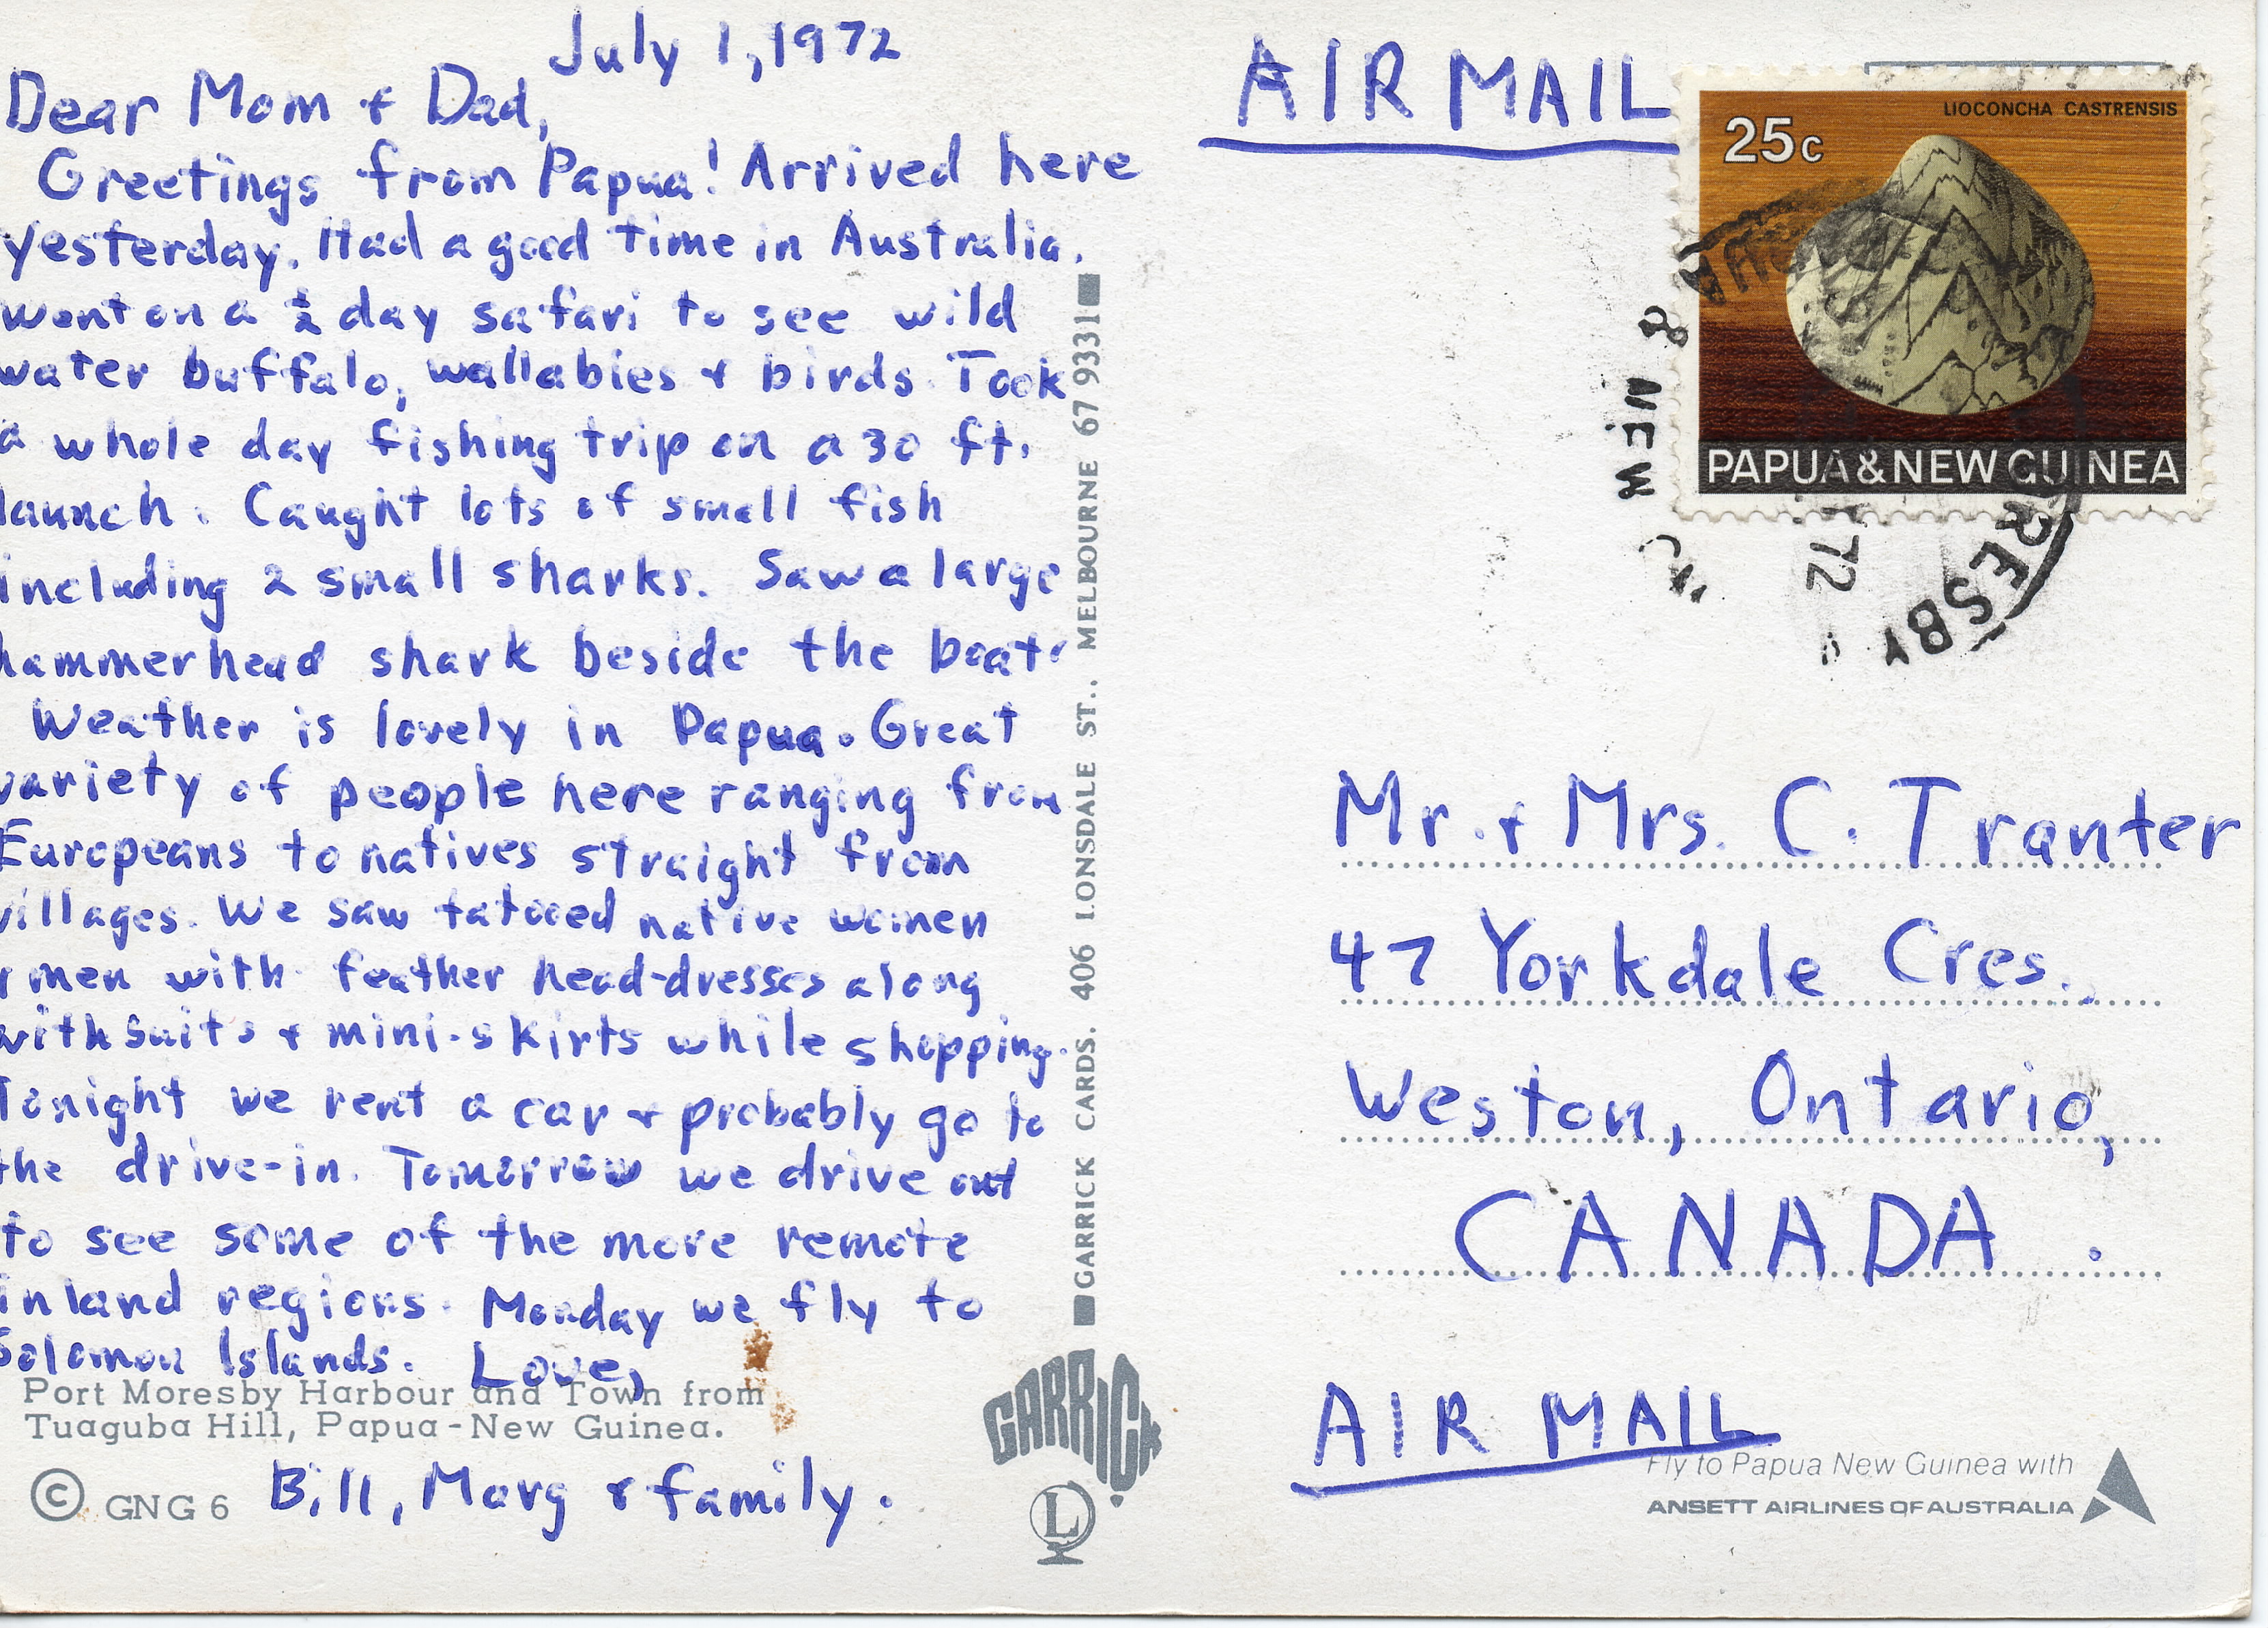 July 1, 1972
Dear Mom + Dad,
Greetings from Papua! Arrived here
yesterday. Had a good time in Australia.
Went on a ½ day safari to see wild
water buffalo, wallabies + birds. Took
a whole day fishing trip on a 30 ft.
launch. Caught lots of small fish
including 2 small sharks. Saw a large
hammerhead shark beside the boat.
Weather is lovely in Papua. Great
variety of people here ranging from
Europeans to natives straight from
villages. We saw tatooed native women
+ men with feather head-dresses along
with suits + mini-skirts while shopping.
Tonight we rent a car + probably go to
the drive-in. Tomorrow we drive out
to see some of the more remote
inland regions. Monday we fly to
Solomon Islands. Love,
Port Moresby Harbour and Town from
Tuaguba Hill, Papua-New Guinea.
© GNG 6
Bill, Marg & family.
GARRICK CARDS. 406 LONSDALE ST., MELBOURNE 67 9331
GARRICK
L
AIR MAIL
LIOCONCHA CASTRENSIS
25c
PAPUA & NEW GUINEA
& NEW
72
RESBY
Mr. + Mrs. C. Tranter
47 Yorkdale Cres.,
Weston, Ontario,
CANADA.
AIR MAIL
Fly to Papua New Guinea with
ANSETT AIRLINES OF AUSTRALIA